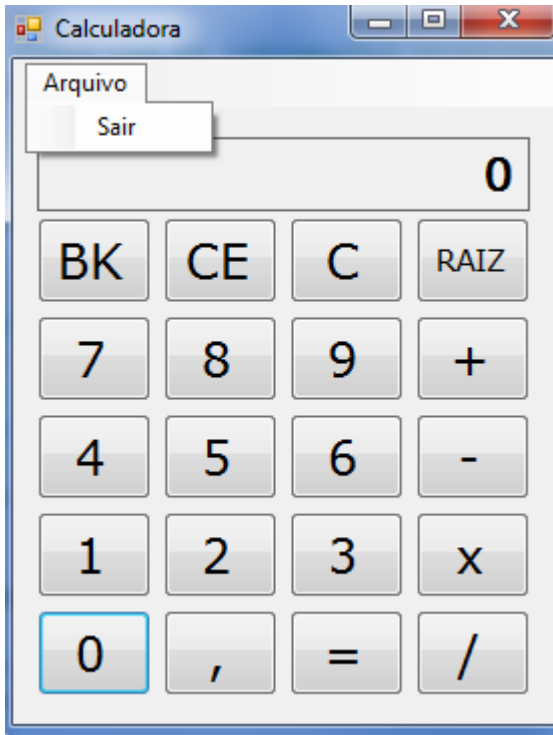 Calculadora
Arquivo
Sair
0
BK CE C RAIZ
7 8 9 +
4 5 6 -
1 2 3 x
0 , = /